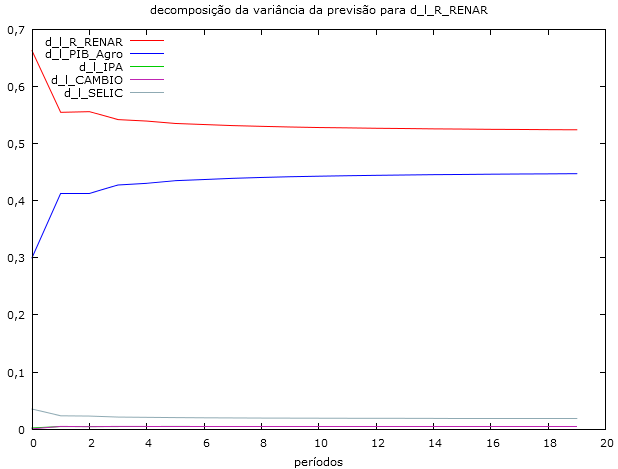 decomposição da variância da previsão para d_l_R_RENAR
0,7
0,6
0,5
0,4
0,3
0,2
0,1
0
d_l_R_RENAR
d_l_PIB_Agro
d_l_IPA
d_l_CAMBIO
d_l_SELIC
0 2 4 6 8 10 12 14 16 18 20
períodos